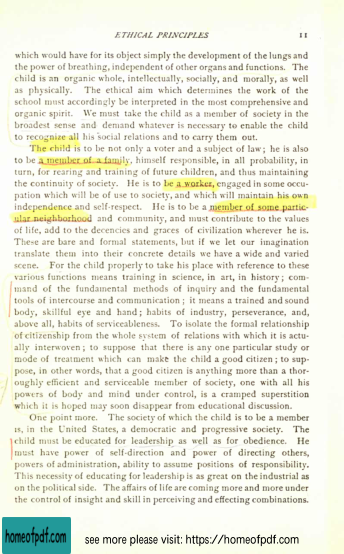 ETHICAL PRINCIPLES 11
which would have for its object simply the development of the lungs and
the power of breathing, independent of other organs and functions. The
child is an organic whole, intellectually, socially, and morally, as well
as physically. The ethical aim which determines the work of the
school must accordingly be interpreted in the most comprehensive and
organic spirit. We must take the child as a member of society in the
broadest sense and demand whatever is necessary to enable the child
to recognize all his social relations and to carry them out.
The child is to be not only a voter and a subject of law; he is also
to be a member of a family, himself responsible, in all probability, in
turn, for rearing and training of future children, and thus maintaining
the continuity of society. He is to be a worker, engaged in some occu-
pation which will be of use to society, and which will maintain his own
independence and self-respect. He is to be a member of some partic-
ular neighborhood and community, and must contribute to the values
of life, add to the decencies and graces of civilization wherever he is.
These are bare and formal statements, but if we let our imagination
translate them into their concrete details we have a wide and varied
scene. For the child properly to take his place with reference to these
various functions means training in science, in art, in history; com-
mand of the fundamental methods of inquiry and the fundamental
tools of intercourse and communication; it means a trained and sound
body, skillful eye and hand; habits of industry, perseverance, and,
above all, habits of serviceableness. To isolate the formal relationship
of citizenship from the whole system of relations with which it is actu-
ally interwoven; to suppose that there is any one particular study or
mode of treatment which can make the child a good citizen; to sup-
pose, in other words, that a good citizen is anything more than a thor-
oughly efficient and serviceable member of society, one with all his
powers of body and mind under control, is a cramped superstition
which it is hoped may soon disappear from educational discussion.
One point more. The society of which the child is to be a member
is, in the United States, a democratic and progressive society. The
child must be educated for leadership as well as for obedience. He
must have power of self-direction and power of directing others,
powers of administration, ability to assume positions of responsibility.
This necessity of educating for leadership is as great on the industrial as
on the political side. The affairs of life are coming more and more under
the control of insight and skill in perceiving and effecting combinations.
homeofpdf.com see more please visit: https://homeofpdf.com